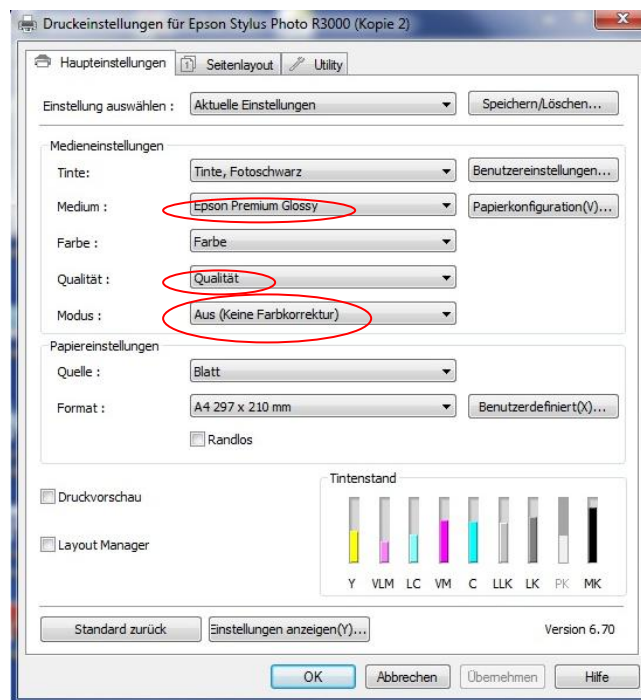 Druckeinstellungen für Epson Stylus Photo R3000 (Kopie 2)
Haupteinstellungen Seitenlayout Utility
Einstellung auswählen : Aktuelle Einstellungen Speichern/Löschen...
Medieneinstellungen
Tinte: Tinte, Fotoschwarz Benutzereinstellungen...
Medium : Epson Premium Glossy Papierkonfiguration(V)...
Farbe : Farbe
Qualität : Qualität
Modus : Aus (Keine Farbkorrektur)
Papiereinstellungen
Quelle : Blatt
Format : A4 297 x 210 mm Benutzerdefiniert(X)...
Randlos
Tintenstand
Druckvorschau
Layout Manager
Y VLM LC VM C LLK LK PK MK
Standard zurück Einstellungen anzeigen(Y)... Version 6.70
OK Abbrechen Übernehmen Hilfe